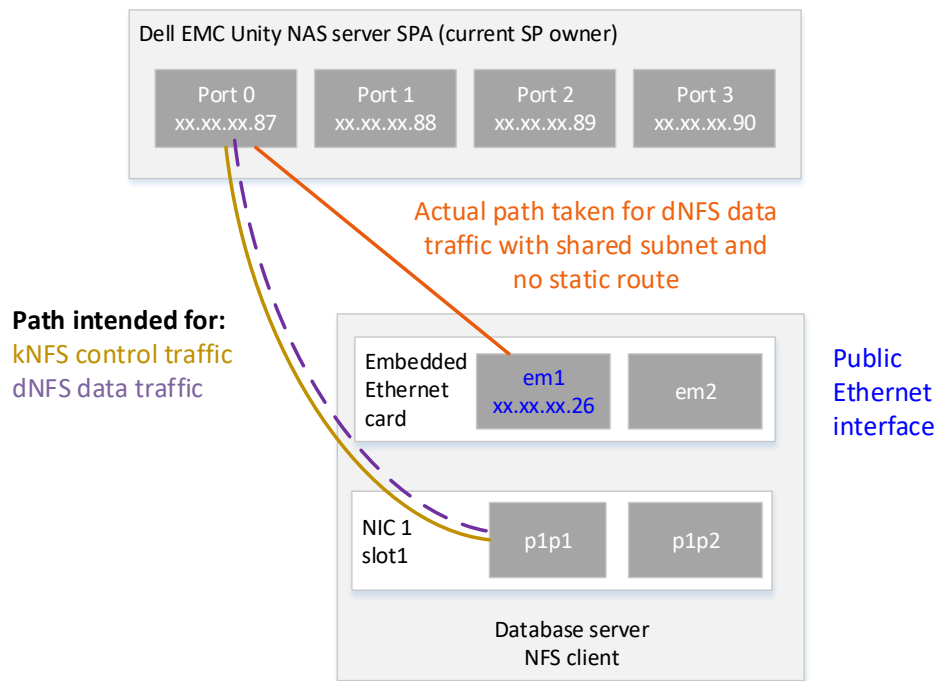 Dell EMC Unity NAS server SPA (current SP owner)
Port 0
xx.xx.xx.87
Port 1
xx.xx.xx.88
Port 2
xx.xx.xx.89
Port 3
xx.xx.xx.90
Actual path taken for dNFS data
traffic with shared subnet and
no static route
Path intended for:
kNFS control traffic
dNFS data traffic
Embedded
Ethernet
card
em1
xx.xx.xx.26
em2
Public
Ethernet
interface
NIC 1
slot1
p1p1
p1p2
Database server
NFS client